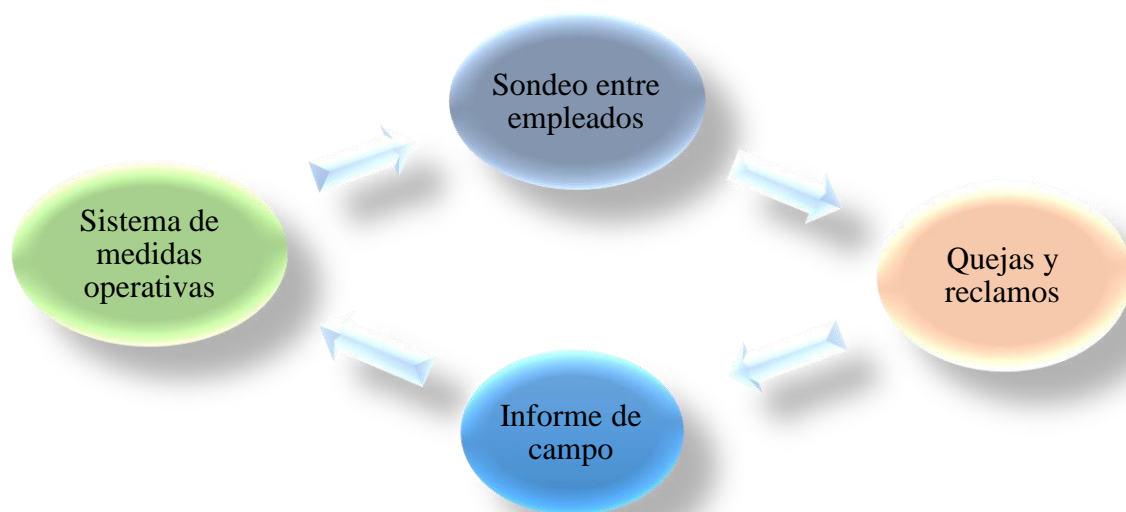 Sondeo entre
empleados
Sistema de
medidas
operativas
Quejas y
reclamos
Informe de
campo